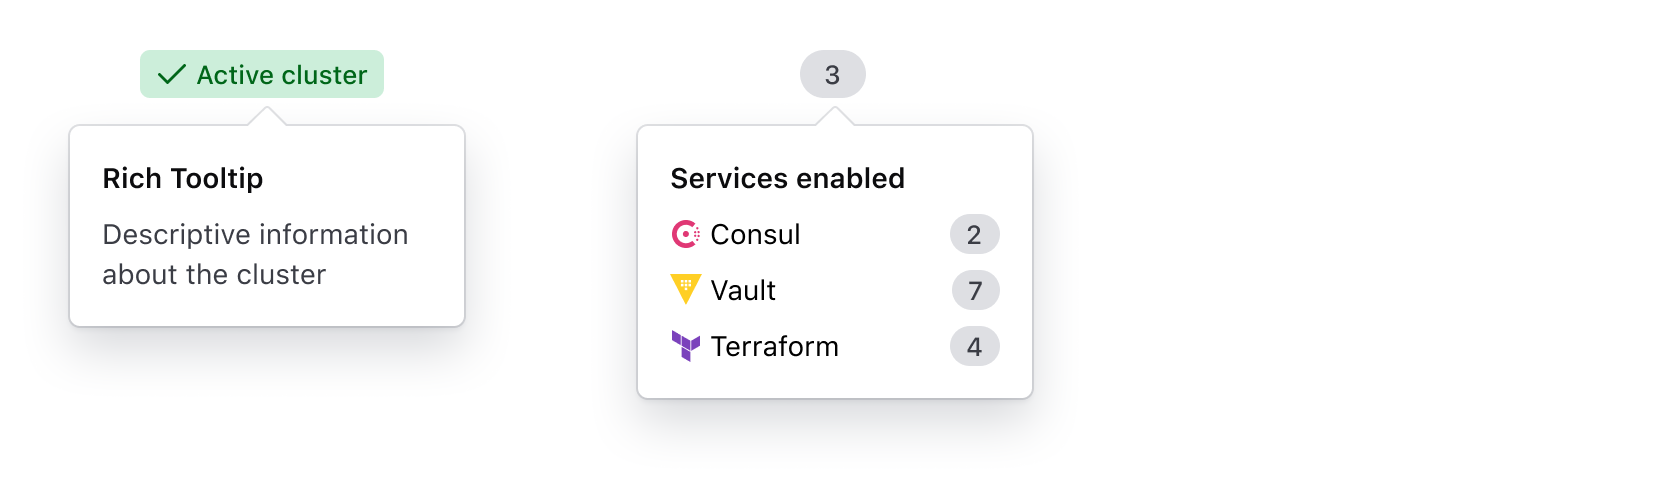 Active cluster
Rich Tooltip
Descriptive information
about the cluster
3
Services enabled
Consul 2
Vault 7
Terraform 4